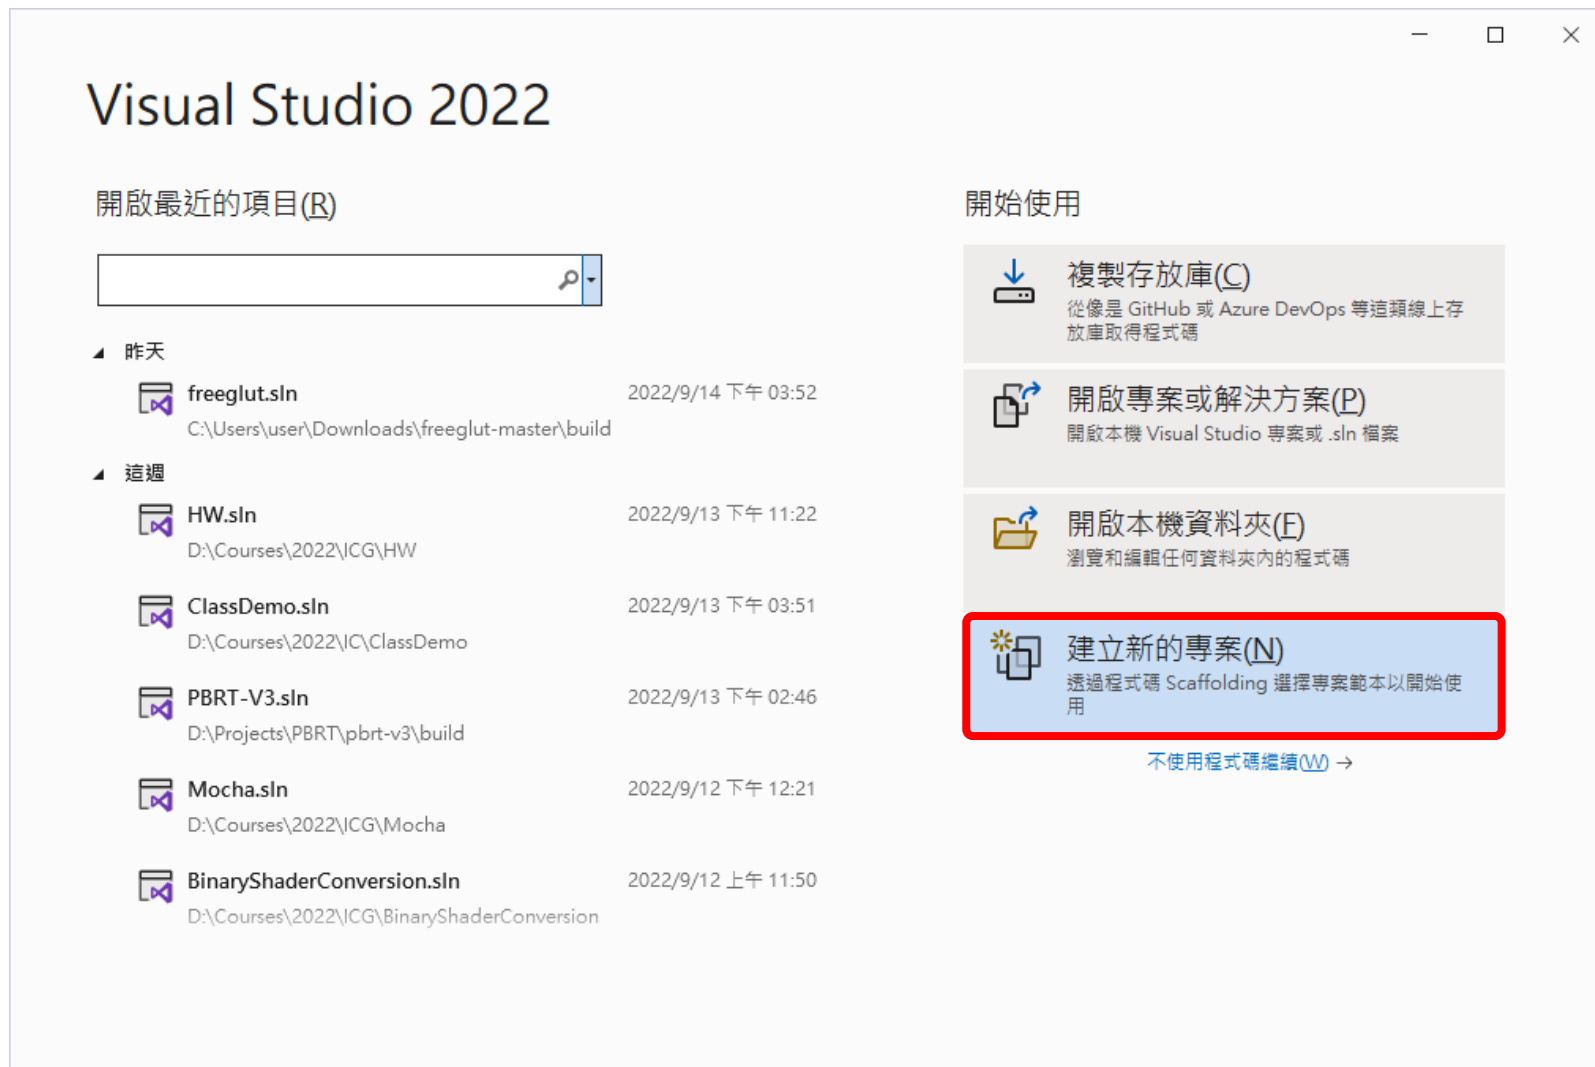 Visual Studio 2022
開啟最近的項目(R)
昨天
freeglut.sln 2022/9/14 下午 03:52
C:\Users\user\Downloads\freeglut-master\build
這週
HW.sln 2022/9/13 下午 11:22
D:\Courses\2022\ICG\HW
ClassDemo.sln 2022/9/13 下午 03:51
D:\Courses\2022\IC\ClassDemo
PBRT-V3.sln 2022/9/13 下午 02:46
D:\Projects\PBRT\pbrt-v3\build
Mocha.sln 2022/9/12 下午 12:21
D:\Courses\2022\ICG\Mocha
BinaryShaderConversion.sln 2022/9/12 上午 11:50
D:\Courses\2022\ICG\BinaryShaderConversion
開始使用
複製存放庫(C)
從像是 GitHub 或 Azure DevOps 等這類線上存
放庫取得程式碼
開啟專案或解決方案(P)
開啟本機 Visual Studio 專案或 .sln 檔案
開啟本機資料夾(F)
瀏覽和編輯任何資料夾內的程式碼
建立新的專案(N)
透過程式碼 Scaffolding 選擇專案範本以開始使
用
不使用程式碼繼續(W) →